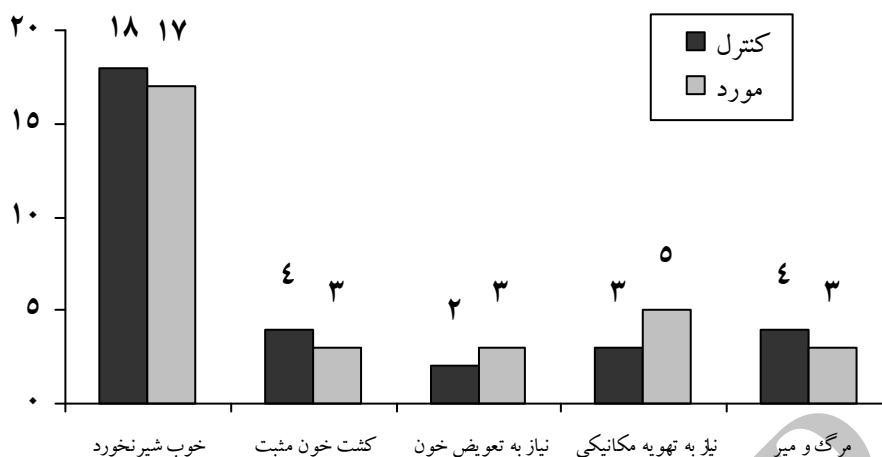 ۲۰
۱۵
۱۰
۵
۰
۱۸ ۱۷
٤ ۳
۲ ۳
۳ ۵
٤ ۳
کنترل
مورد
خوب شیرنخورد
کشت خون مثبت
نیاز به تعویض خون
نیاز به تهویه مکانیکی
مرگ و میر